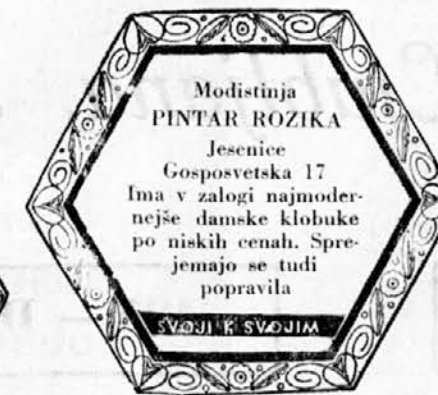 Modistinja
PINTAR ROZIKA
Jesenice
Gosposvetska 17
Ima v zalogi najmoder-
nejše damske klobuke
po niskih cenah. Spre-
jemajo se tudi
popravila
SVOJI K SVOJIM